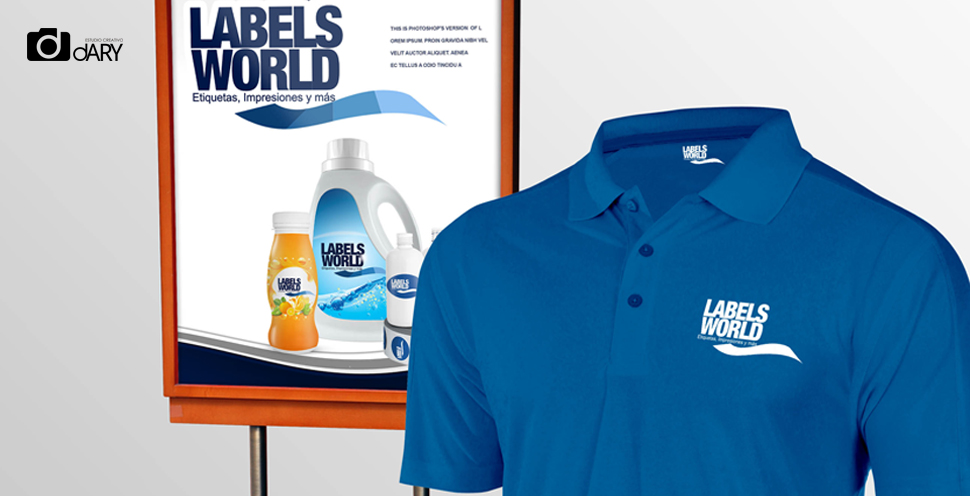 ESTUDIO CREATIVO
dARY
LABELS
WORLD
Etiquetas, Impresiones y más
THIS IS PHOTOSHOP'S VERSION OF L
OREM IPSUM. PROIN GRAVIDA NIBH VEL
VELIT AUCTOR ALIQUET. AENEA
EC TELLUS A ODIO TINCIDU A
LABELS
WORLD
LABELS
WORLD
LABELS
WORLD
LABELS
WORLD
LABELS
WORLD
Etiquetas, Impresiones y más